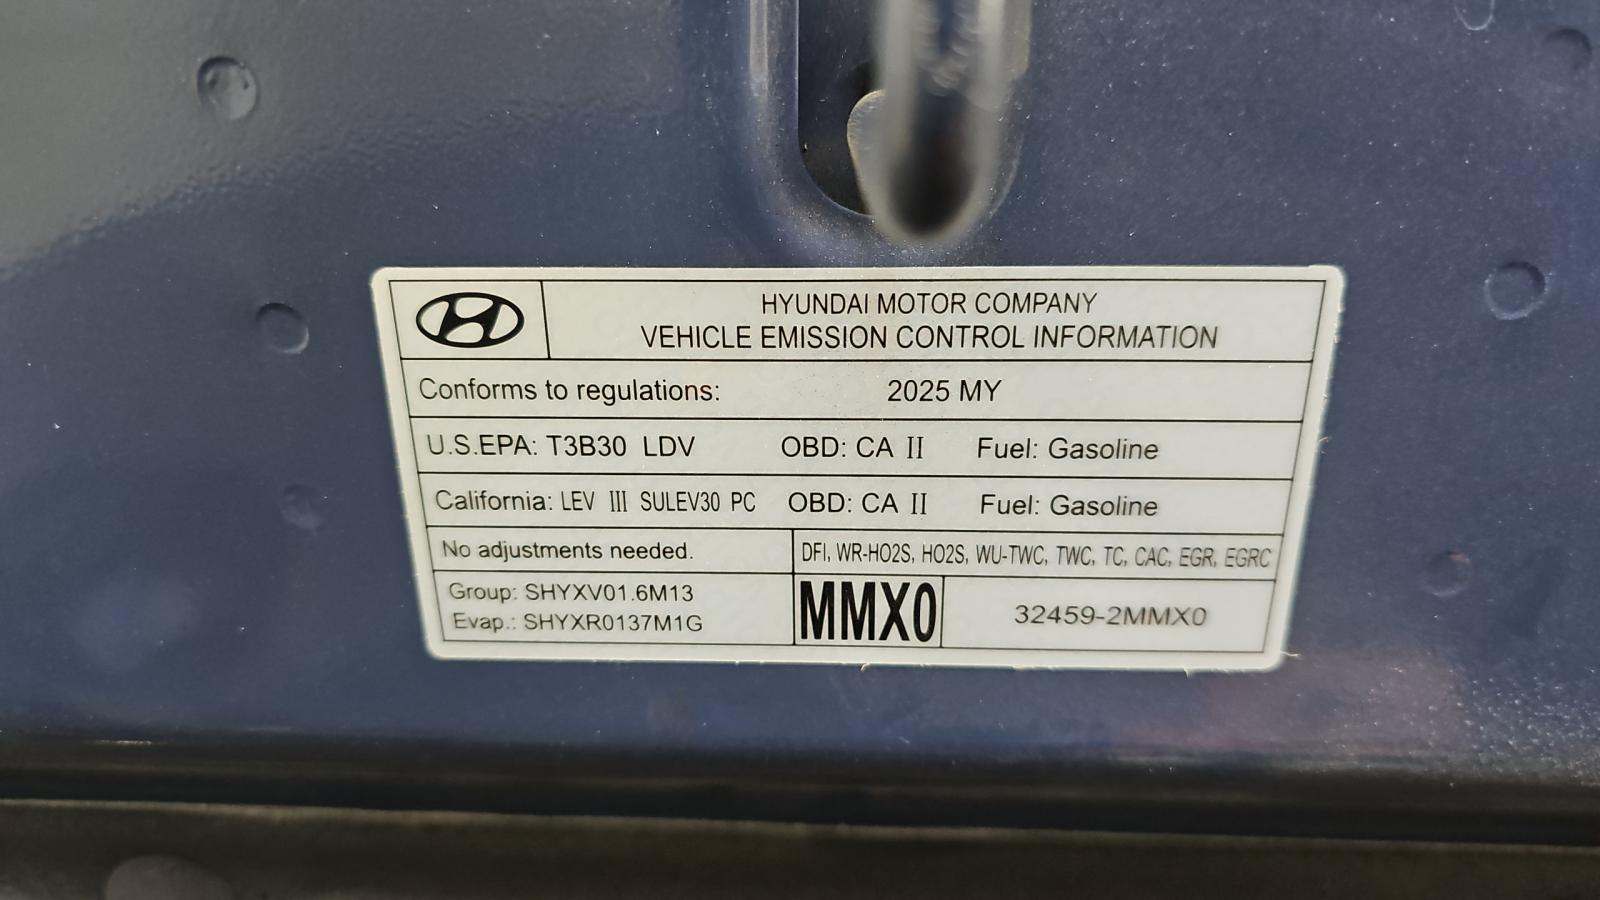 HYUNDAI MOTOR COMPANY
VEHICLE EMISSION CONTROL INFORMATION
Conforms to regulations: 2025 MY
U.S.EPA: T3B30 LDV OBD: CA II Fuel: Gasoline
California: LEV III SULEV30 PC OBD: CA II Fuel: Gasoline
No adjustments needed. DFI, WR-HO2S, HO2S, WU-TWC, TWC, TC, CAC, EGR, EGRC
Group: SHYXV01.6M13
Evap.: SHYXR0137M1G
MMX0 32459-2MMX0